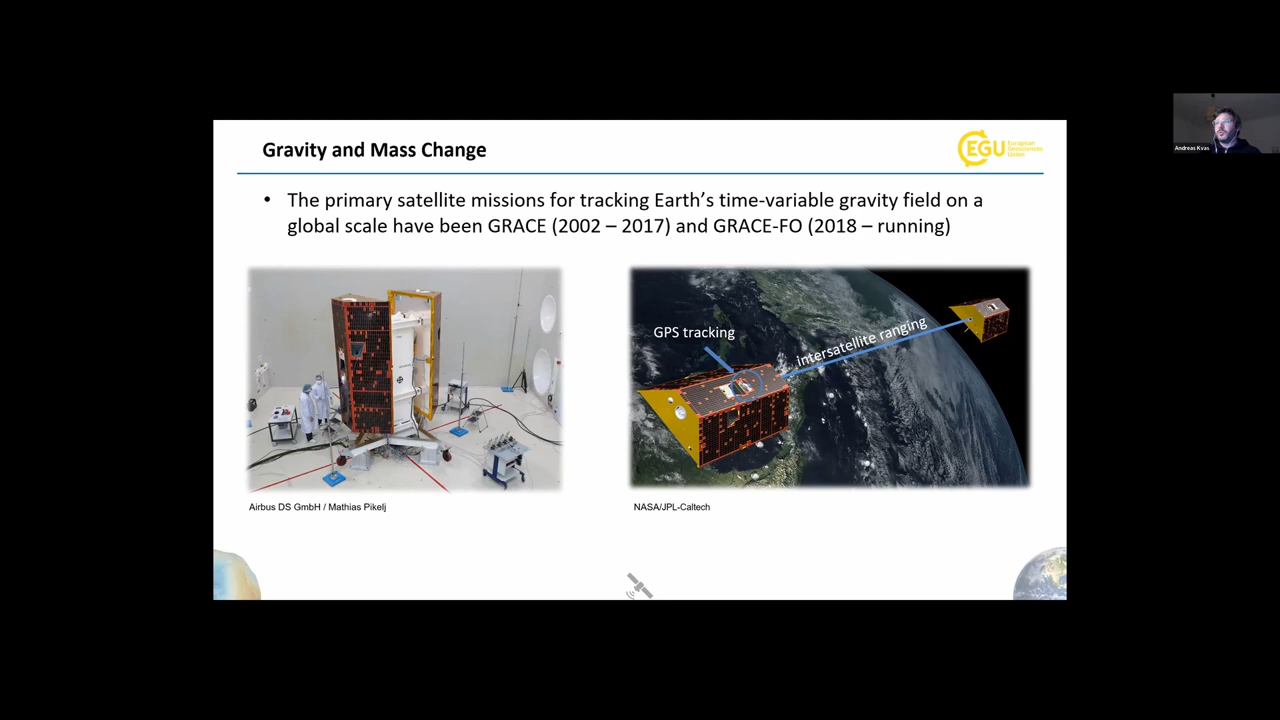 Gravity and Mass Change
EGU European
Geosciences
Union
• The primary satellite missions for tracking Earth's time-variable gravity field on a
global scale have been GRACE (2002 – 2017) and GRACE-FO (2018 – running)
GPS tracking
intersatellite ranging
Airbus DS GmbH / Mathias Pikelj
NASA/JPL-Caltech
Andreas Kvas